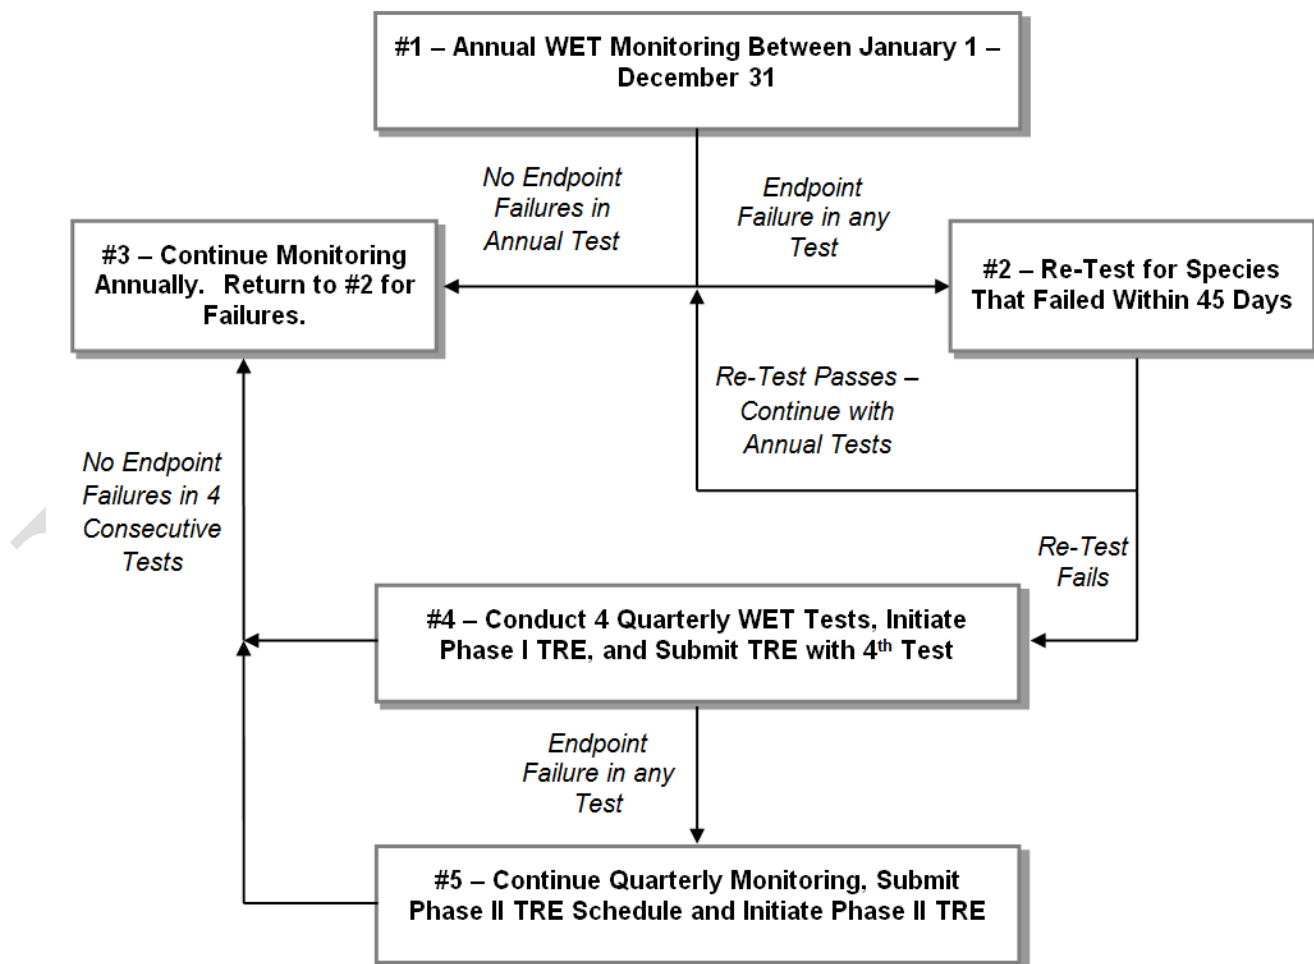 #1 – Annual WET Monitoring Between January 1 –
December 31
No Endpoint
Failures in
Annual Test
Endpoint
Failure in any
Test
#3 – Continue Monitoring
Annually.  Return to #2 for
Failures.
#2 – Re-Test for Species
That Failed Within 45 Days
Re-Test Passes –
Continue with
Annual Tests
No Endpoint
Failures in 4
Consecutive
Tests
Re-Test
Fails
#4 – Conduct 4 Quarterly WET Tests, Initiate
Phase I TRE, and Submit TRE with 4th Test
Endpoint
Failure in any
Test
#5 – Continue Quarterly Monitoring, Submit
Phase II TRE Schedule and Initiate Phase II TRE